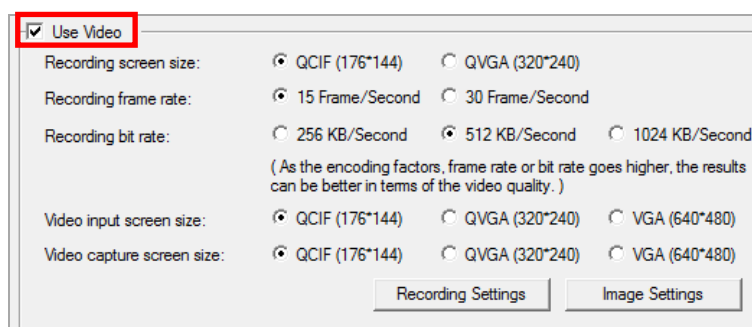 Use Video
Recording screen size: QCIF (176*144) QVGA (320*240)
Recording frame rate: 15 Frame/Second 30 Frame/Second
Recording bit rate: 256 KB/Second 512 KB/Second 1024 KB/Second
( As the encoding factors, frame rate or bit rate goes higher, the results
can be better in terms of the video quality. )
Video input screen size: QCIF (176*144) QVGA (320*240) VGA (640*480)
Video capture screen size: QCIF (176*144) QVGA (320*240) VGA (640*480)
Recording Settings Image Settings